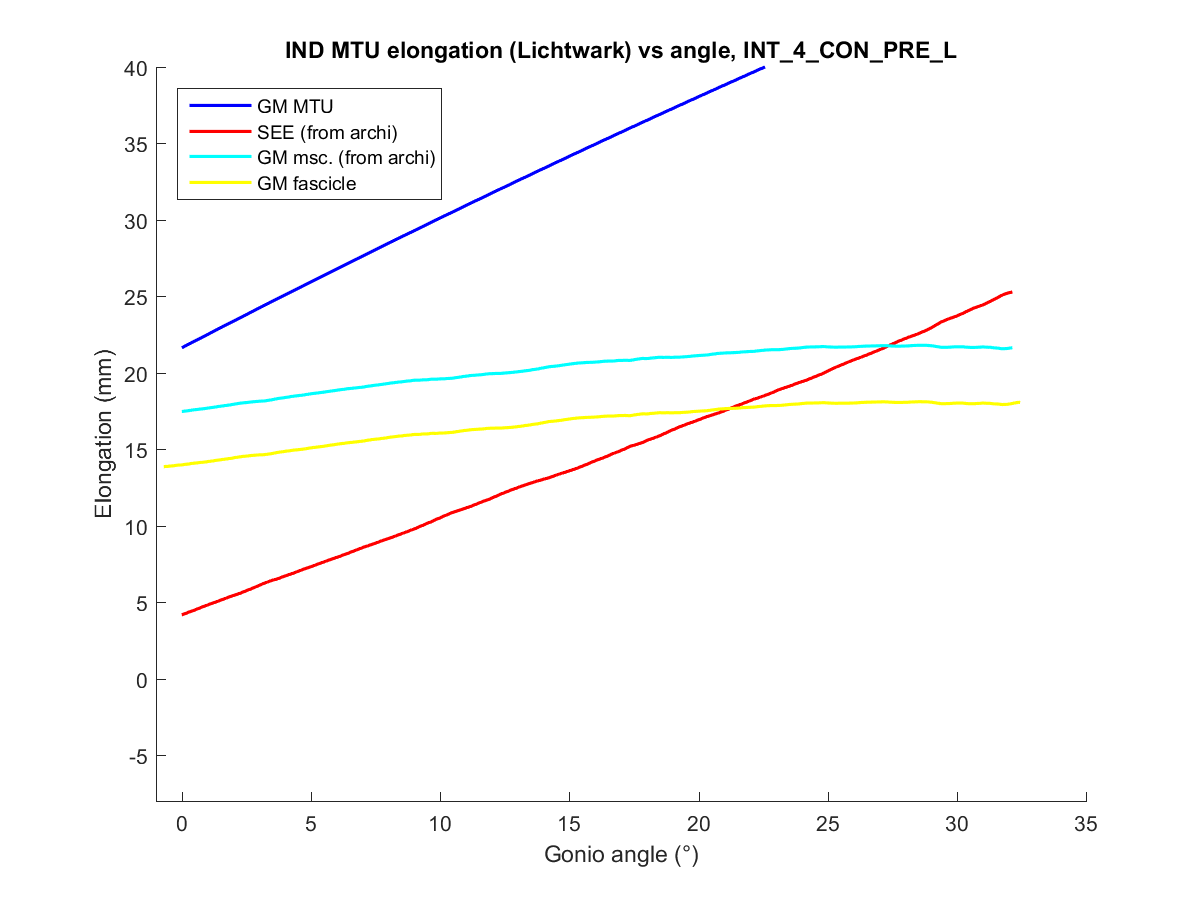 IND MTU elongation (Lichtwark) vs angle, INT_4_CON_PRE_L
40
35
30
25
20
15
10
5
0
-5
Elongation (mm)
GM MTU
SEE (from archi)
GM msc. (from archi)
GM fascicle
0 5 10 15 20 25 30 35
Gonio angle (°)